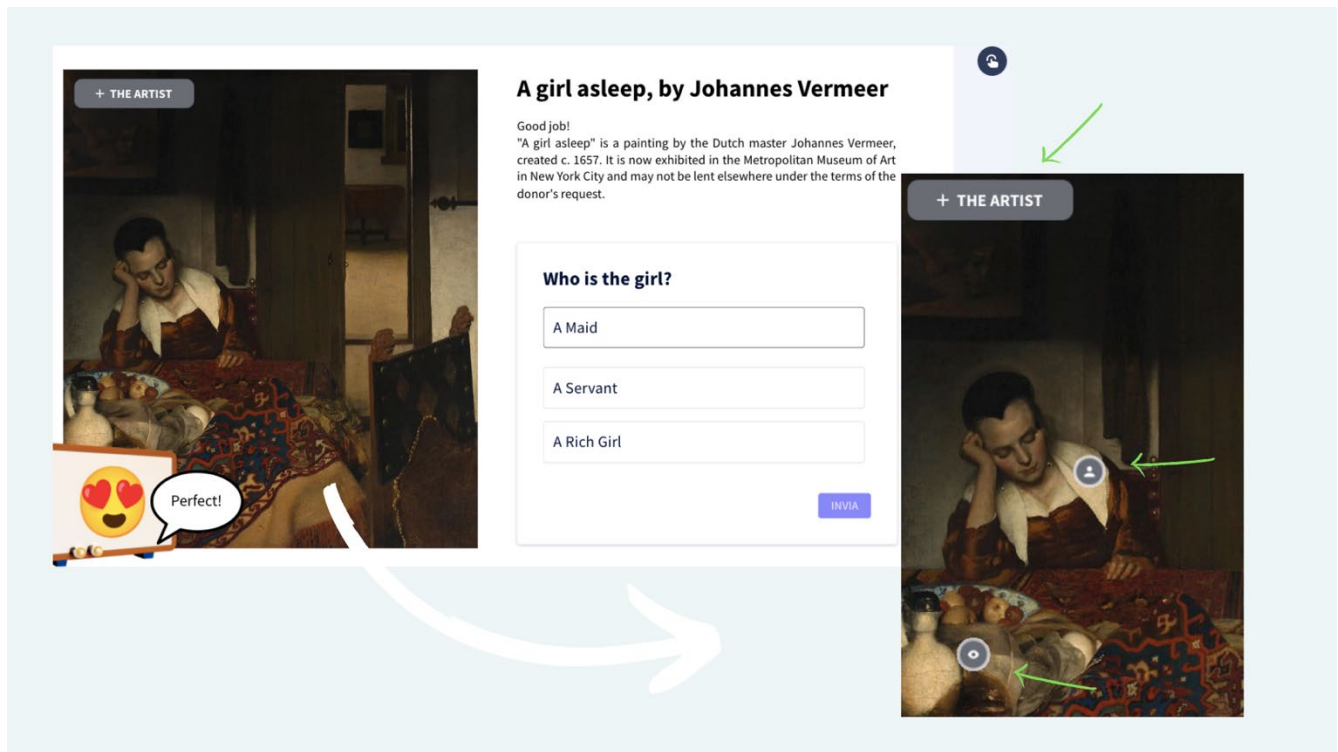 + THE ARTIST
A girl asleep, by Johannes Vermeer
Good job!
"A girl asleep" is a painting by the Dutch master Johannes Vermeer,
created c. 1657. It is now exhibited in the Metropolitan Museum of Art
in New York City and may not be lent elsewhere under the terms of the
donor's request.
Who is the girl?
A Maid
A Servant
A Rich Girl
INVIA
Perfect!
+ THE ARTIST